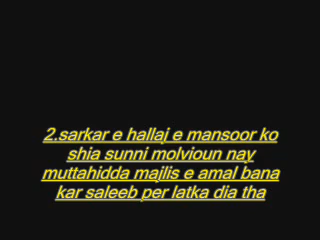 2.sarkar e hallaj e mansoor ko
shia sunni molvioun nay
muttahidda majlis e amal bana
kar saleeb per latka dia tha